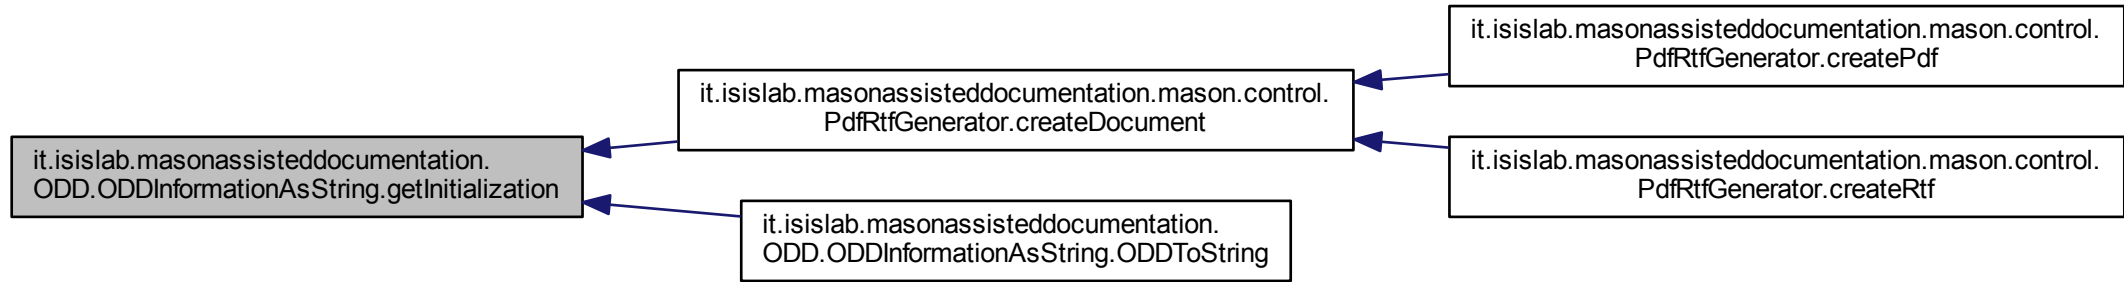 it.isislab.masonassisteddocumentation.
ODD.ODDInformationAsString.getInitialization
it.isislab.masonassisteddocumentation.mason.control.
PdfRtfGenerator.createDocument
it.isislab.masonassisteddocumentation.mason.control.
PdfRtfGenerator.createPdf
it.isislab.masonassisteddocumentation.mason.control.
PdfRtfGenerator.createRtf
it.isislab.masonassisteddocumentation.
ODD.ODDInformationAsString.ODDToString